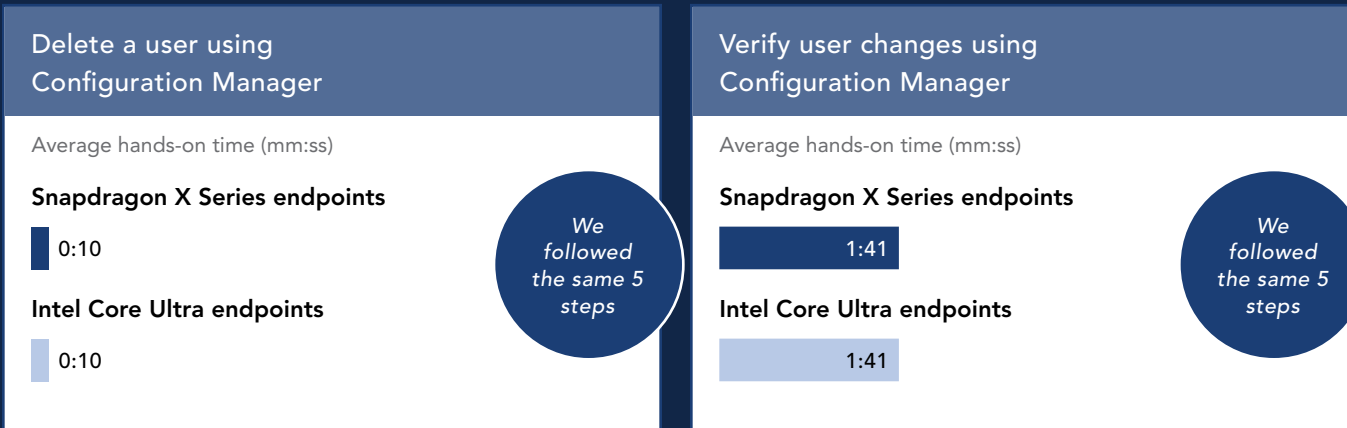 Delete a user using
Configuration Manager
Average hands-on time (mm:ss)
Snapdragon X Series endpoints
0:10
Intel Core Ultra endpoints
0:10
We
followed
the same 5
steps
Verify user changes using
Configuration Manager
Average hands-on time (mm:ss)
Snapdragon X Series endpoints
1:41
Intel Core Ultra endpoints
1:41
We
followed
the same 5
steps